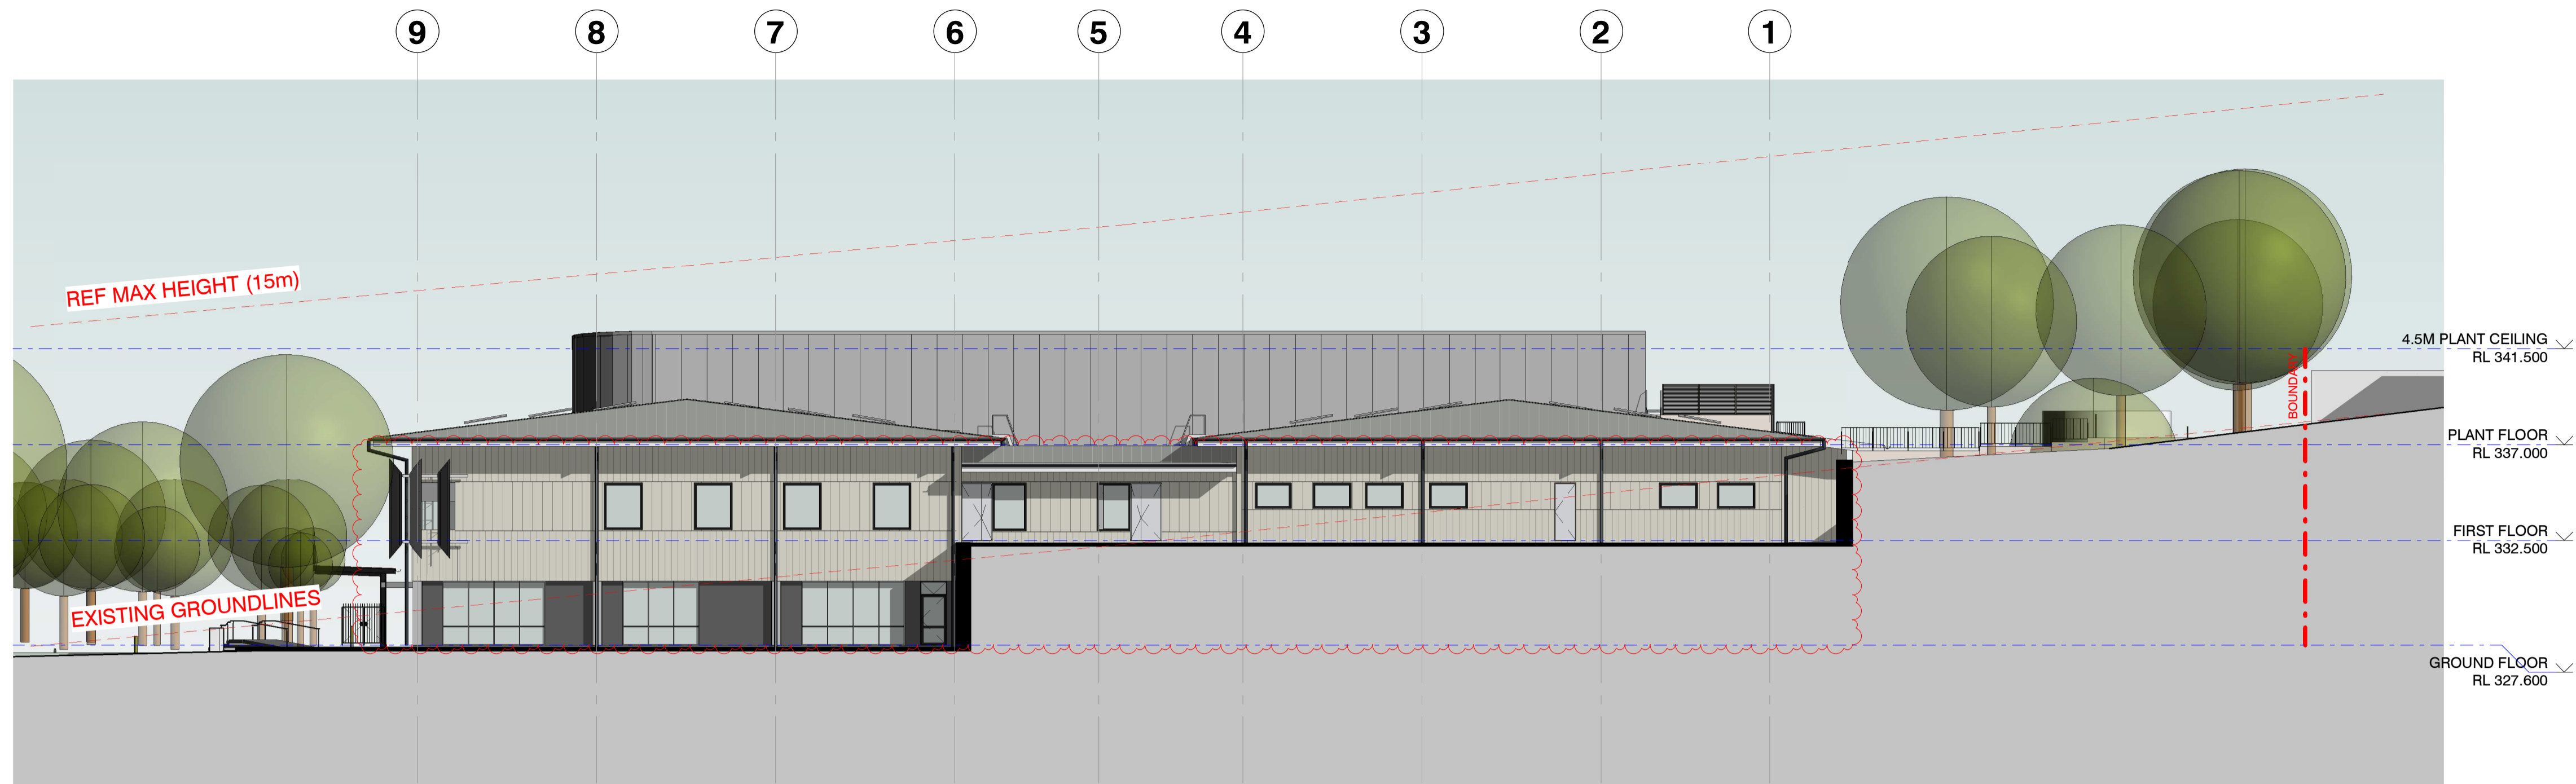 9
8
7
6
5
4
3
2
1
REF MAX HEIGHT (15m)
4.5M PLANT CEILING
RL 341.500
BOUNDARY
PLANT FLOOR
RL 337.000
FIRST FLOOR
RL 332.500
EXISTING GROUNDLINES
GROUND FLOOR
RL 327.600